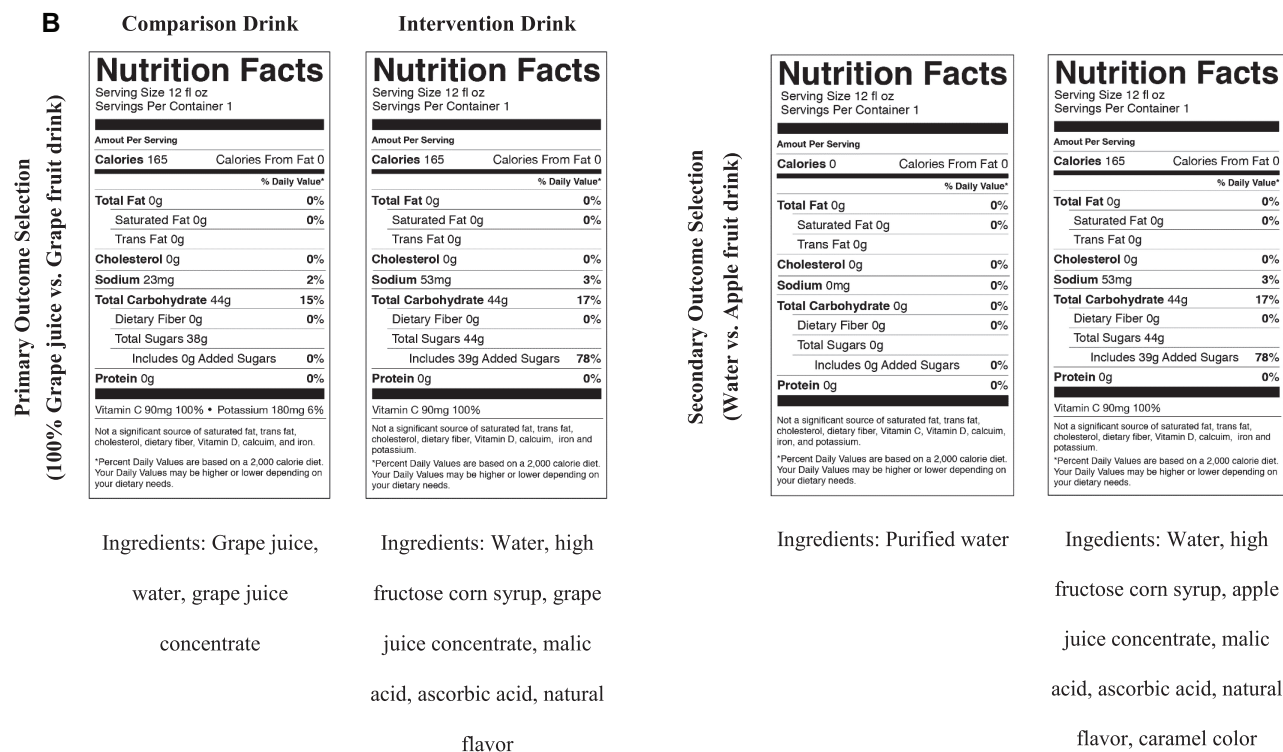 B
Comparison Drink
Intervention Drink
Primary Outcome Selection
(100% Grape juice vs. Grape fruit drink)
Nutrition Facts
Serving Size 12 fl oz
Servings Per Container 1
Amout Per Serving
Calories 165 Calories From Fat 0
% Daily Value*
Total Fat 0g 0%
Saturated Fat 0g 0%
Trans Fat 0g
Cholesterol 0g 0%
Sodium 23mg 2%
Total Carbohydrate 44g 15%
Dietary Fiber 0g 0%
Total Sugars 38g
Includes 0g Added Sugars 0%
Protein 0g 0%
Vitamin C 90mg 100% • Potassium 180mg 6%
Not a significant source of saturated fat, trans fat,
cholesterol, dietary fiber, Vitamin D, calcuim, and iron.
*Percent Daily Values are based on a 2,000 calorie diet.
Your Daily Values may be higher or lower depending on
your dietary needs.
Ingredients: Grape juice,
water, grape juice
concentrate
Nutrition Facts
Serving Size 12 fl oz
Servings Per Container 1
Amout Per Serving
Calories 165 Calories From Fat 0
% Daily Value*
Total Fat 0g 0%
Saturated Fat 0g 0%
Trans Fat 0g
Cholesterol 0g 0%
Sodium 53mg 3%
Total Carbohydrate 44g 17%
Dietary Fiber 0g 0%
Total Sugars 44g
Includes 39g Added Sugars 78%
Protein 0g 0%
Vitamin C 90mg 100%
Not a significant source of saturated fat, trans fat,
cholesterol, dietary fiber, Vitamin D, calcuim, iron and
potassium.
*Percent Daily Values are based on a 2,000 calorie diet.
Your Daily Values may be higher or lower depending on
your dietary needs.
Ingredients: Water, high
fructose corn syrup, grape
juice concentrate, malic
acid, ascorbic acid, natural
flavor
Secondary Outcome Selection
(Water vs. Apple fruit drink)
Nutrition Facts
Serving Size 12 fl oz
Servings Per Container 1
Amout Per Serving
Calories 0 Calories From Fat 0
% Daily Value*
Total Fat 0g 0%
Saturated Fat 0g 0%
Trans Fat 0g
Cholesterol 0g 0%
Sodium 0mg 0%
Total Carbohydrate 0g 0%
Dietary Fiber 0g 0%
Total Sugars 0g
Includes 0g Added Sugars 0%
Protein 0g 0%
Not a significant source of saturated fat, trans fat,
cholesterol, dietary fiber, Vitamin C, Vitamin D, calcuim,
iron, and potassium.
*Percent Daily Values are based on a 2,000 calorie diet.
Your Daily Values may be higher or lower depending on
your dietary needs.
Ingredients: Purified water
Nutrition Facts
Serving Size 12 fl oz
Servings Per Container 1
Amout Per Serving
Calories 165 Calories From Fat 0
% Daily Value*
Total Fat 0g 0%
Saturated Fat 0g 0%
Trans Fat 0g
Cholesterol 0g 0%
Sodium 53mg 3%
Total Carbohydrate 44g 17%
Dietary Fiber 0g 0%
Total Sugars 44g
Includes 39g Added Sugars 78%
Protein 0g 0%
Vitamin C 90mg 100%
Not a significant source of saturated fat, trans fat,
cholesterol, dietary fiber, Vitamin D, calcuim, iron and
potassium.
*Percent Daily Values are based on a 2,000 calorie diet.
Your Daily Values may be higher or lower depending on
your dietary needs.
Ingedients: Water, high
fructose corn syrup, apple
juice concentrate, malic
acid, ascorbic acid, natural
flavor, caramel color